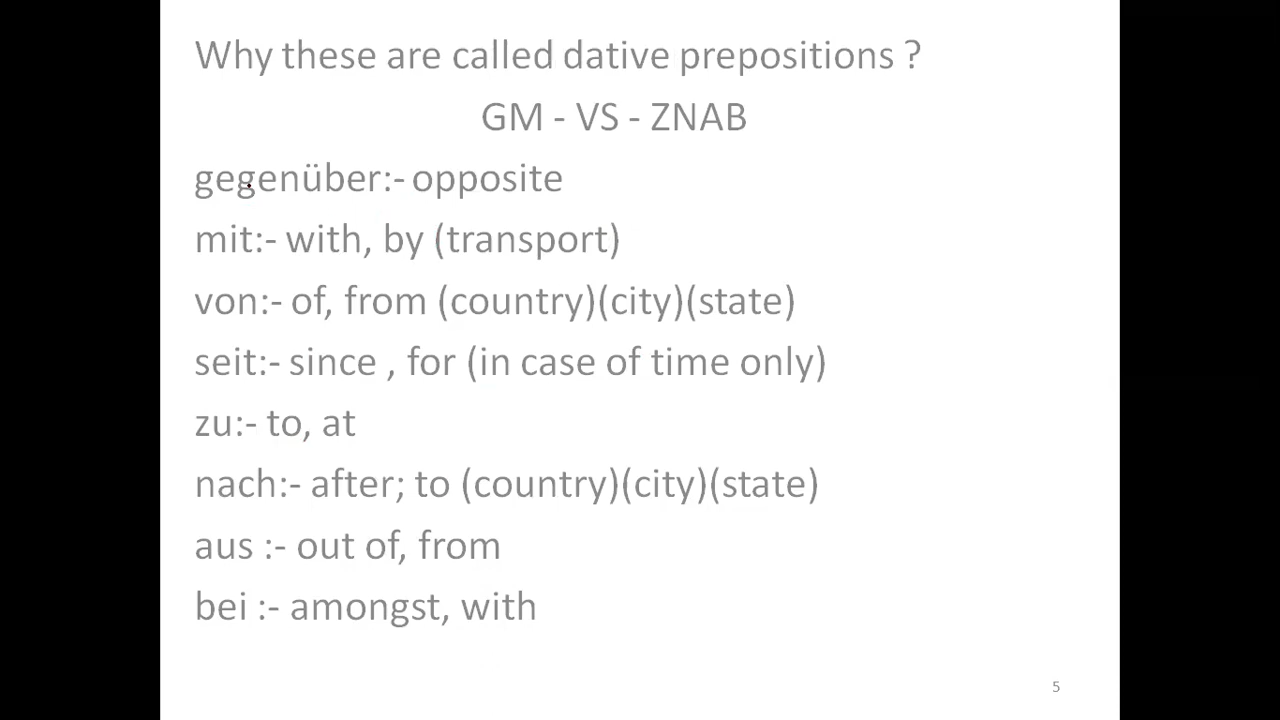 Why these are called dative prepositions ?
GM - VS - ZNAB
gegenüber:- opposite
mit:- with, by (transport)
von:- of, from (country)(city)(state)
seit:- since , for (in case of time only)
zu:- to, at
nach:- after; to (country)(city)(state)
aus :- out of, from
bei :- amongst, with
5